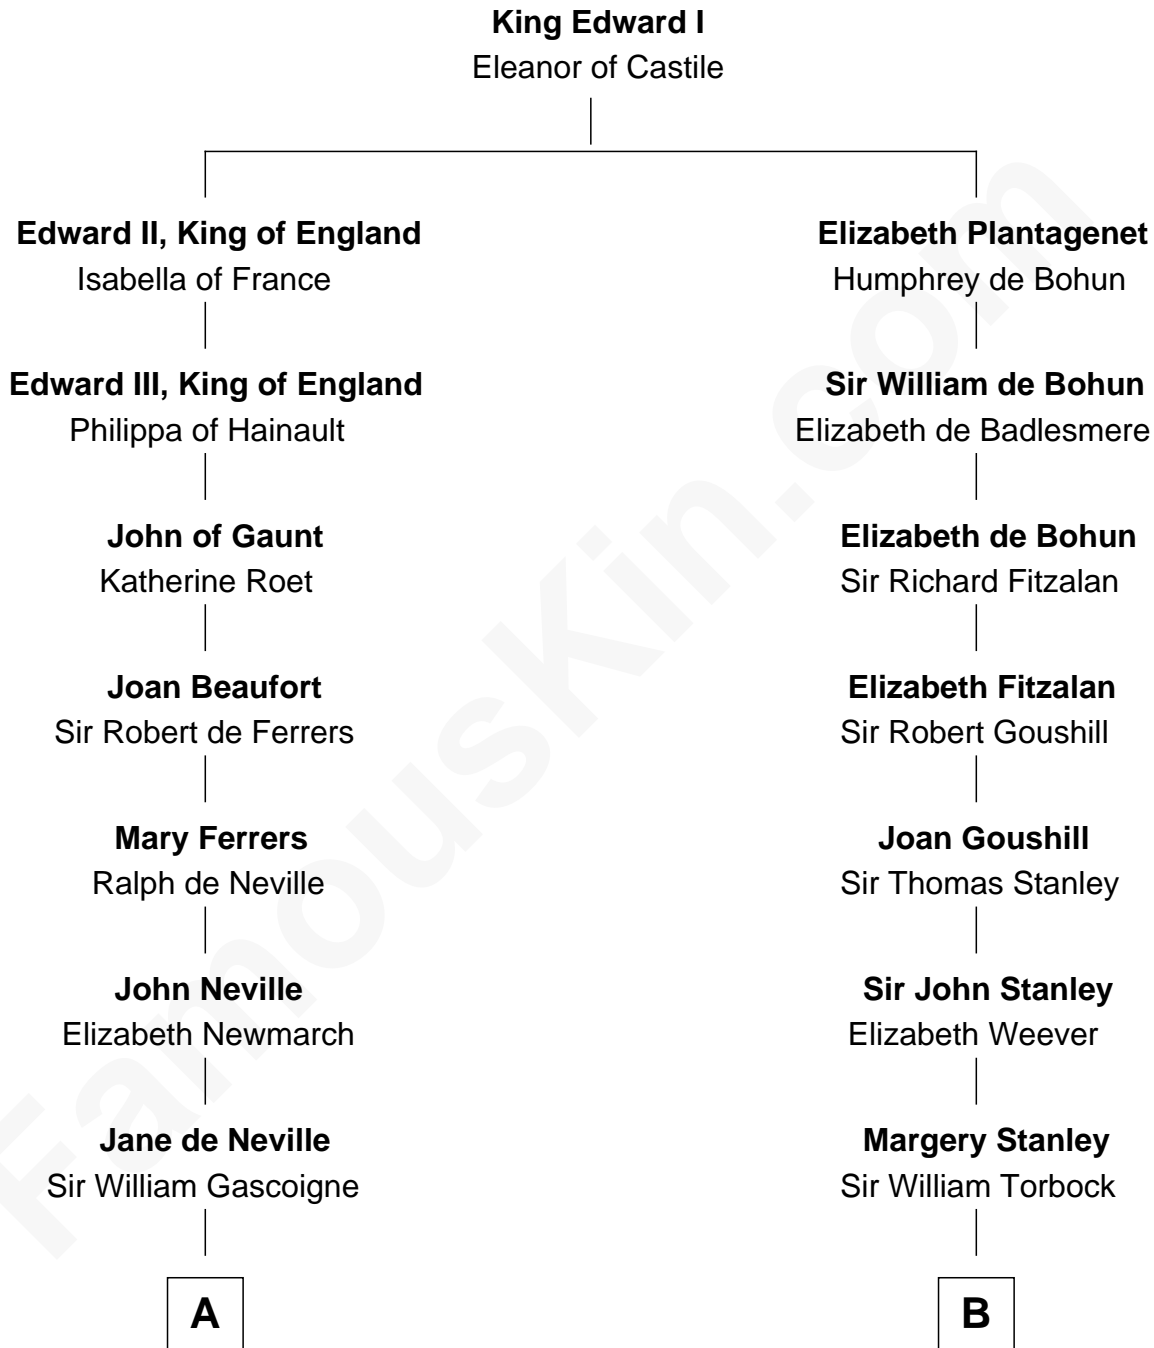 King Edward I
Eleanor of Castile
Edward II, King of England
Isabella of France
Edward III, King of England
Philippa of Hainault
John of Gaunt
Katherine Roet
Joan Beaufort
Sir Robert de Ferrers
Mary Ferrers
Ralph de Neville
John Neville
Elizabeth Newmarch
Jane de Neville
Sir William Gascoigne
A
Elizabeth Plantagenet
Humphrey de Bohun
Sir William de Bohun
Elizabeth de Badlesmere
Elizabeth de Bohun
Sir Richard Fitzalan
Elizabeth Fitzalan
Sir Robert Goushill
Joan Goushill
Sir Thomas Stanley
Sir John Stanley
Elizabeth Weever
Margery Stanley
Sir William Torbock
B
FamousKin.com